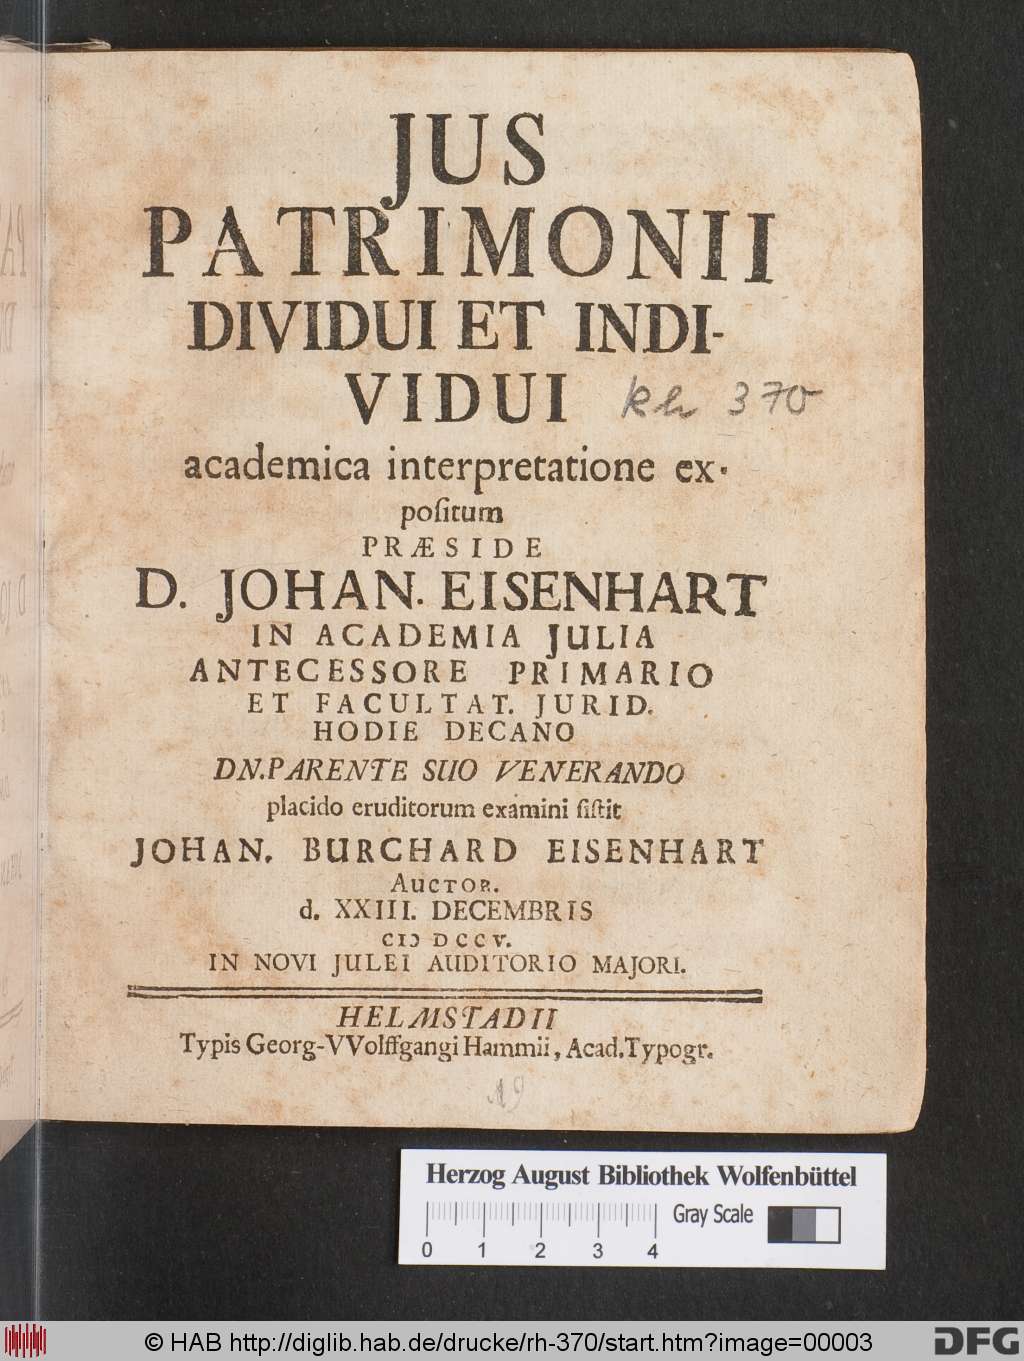 JUS
PATRIMONII
DIVIDUI ET INDI-
VIDUI
Rh 370
academica interpretatione ex-
poſitum
PRÆSIDE
D. JOHAN. EISENHART
IN ACADEMIA JULIA
ANTECESSORE PRIMARIO
ET FACULTAT. JURID.
HODIE DECANO
DN. PARENTE SUO VENERANDO
placido eruditorum examini ſiſtit
JOHAN. BURCHARD EISENHART
AUCTOR.
d. XXIII. DECEMBRIS
CIↃ DCCV.
IN NOVI JULEI AUDITORIO MAJORI.
HELMSTADII
Typis Georg-VVolffgangi Hammii, Acad. Typogr.
19
Herzog August Bibliothek Wolfenbüttel
Gray Scale
0 1 2 3 4
© HAB http://diglib.hab.de/drucke/rh-370/start.htm?image=00003
DFG